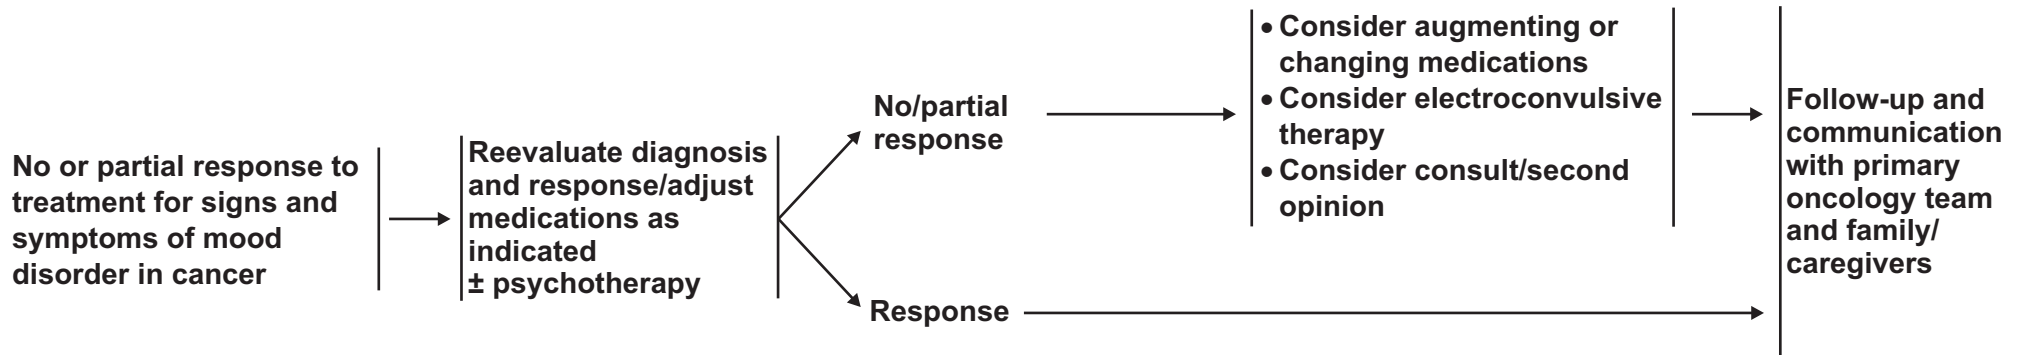 No or partial response to
treatment for signs and
symptoms of mood
disorder in cancer
Reevaluate diagnosis
and response/adjust
medications as
indicated
± psychotherapy
No/partial
response
Response
• Consider augmenting or
changing medications
• Consider electroconvulsive
therapy
• Consider consult/second
opinion
Follow-up and
communication
with primary
oncology team
and family/
caregivers